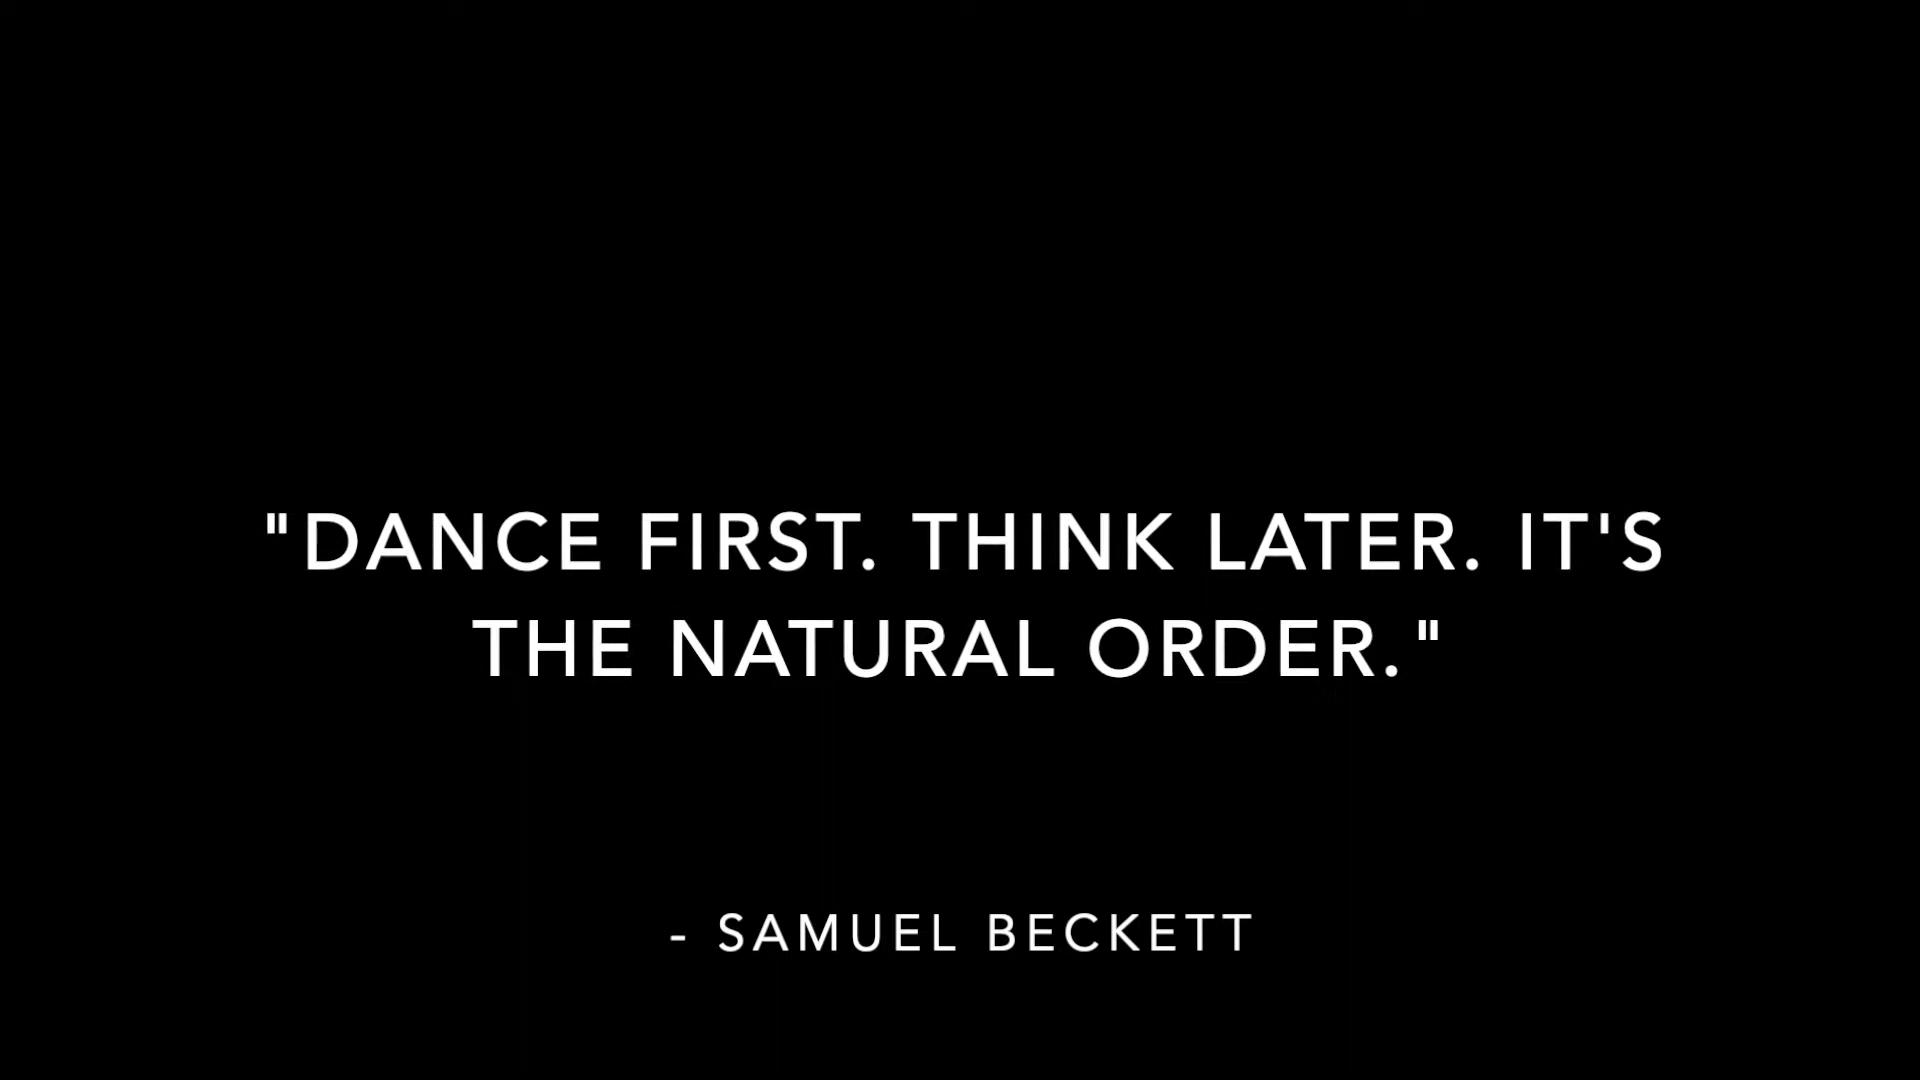 "DANCE FIRST. THINK LATER. IT'S
THE NATURAL ORDER."
- SAMUEL BECKETT